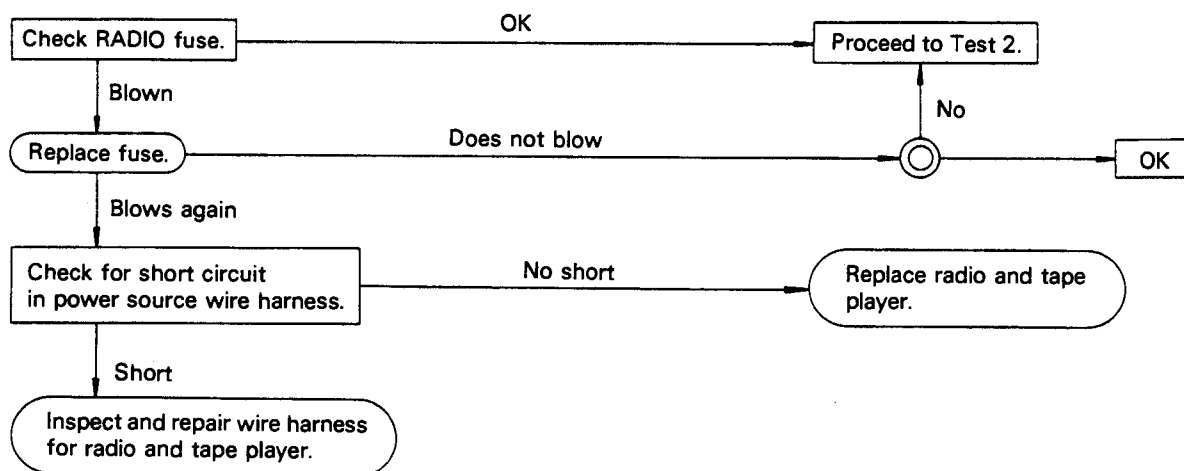 Check RADIO fuse.
OK
Proceed to Test 2.
Blown
No
Replace fuse.
Does not blow
OK
Blows again
Check for short circuit
in power source wire harness.
No short
Replace radio and tape
player.
Short
Inspect and repair wire harness
for radio and tape player.